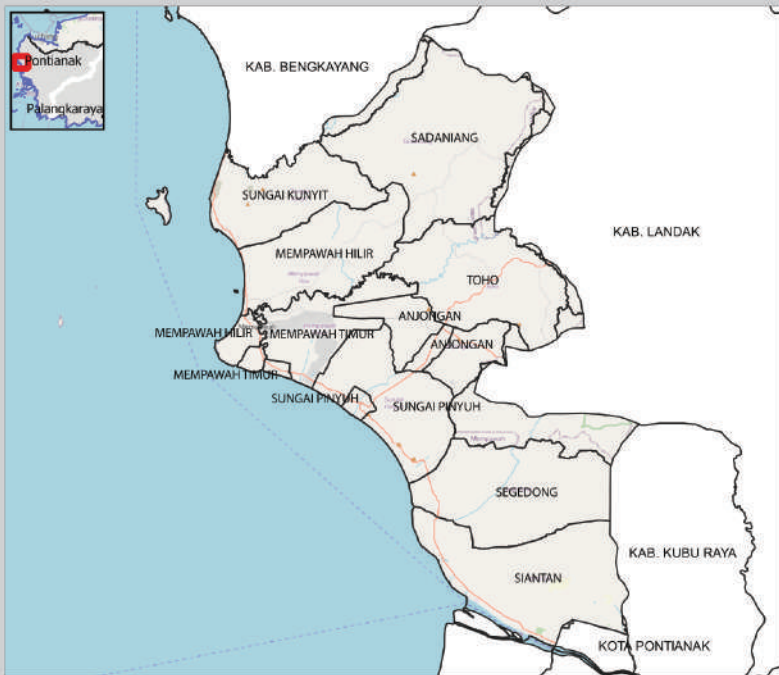 Pontianak
Palangkaraya
KAB. BENGKAYANG
SADANIANG
SUNGAI KUNYIT
KAB. LANDAK
MEMPAWAH HILIR
TOHO
ANJONGAN
MEMPAWAH HILIR
MEMPAWAH TIMUR
ANJONGAN
MEMPAWAH TIMUR
SUNGAI PINYUH
SUNGAI PINYUH
Mempawah
SEGEDONG
KAB. KUBU RAYA
SIANTAN
KOTA PONTIANAK